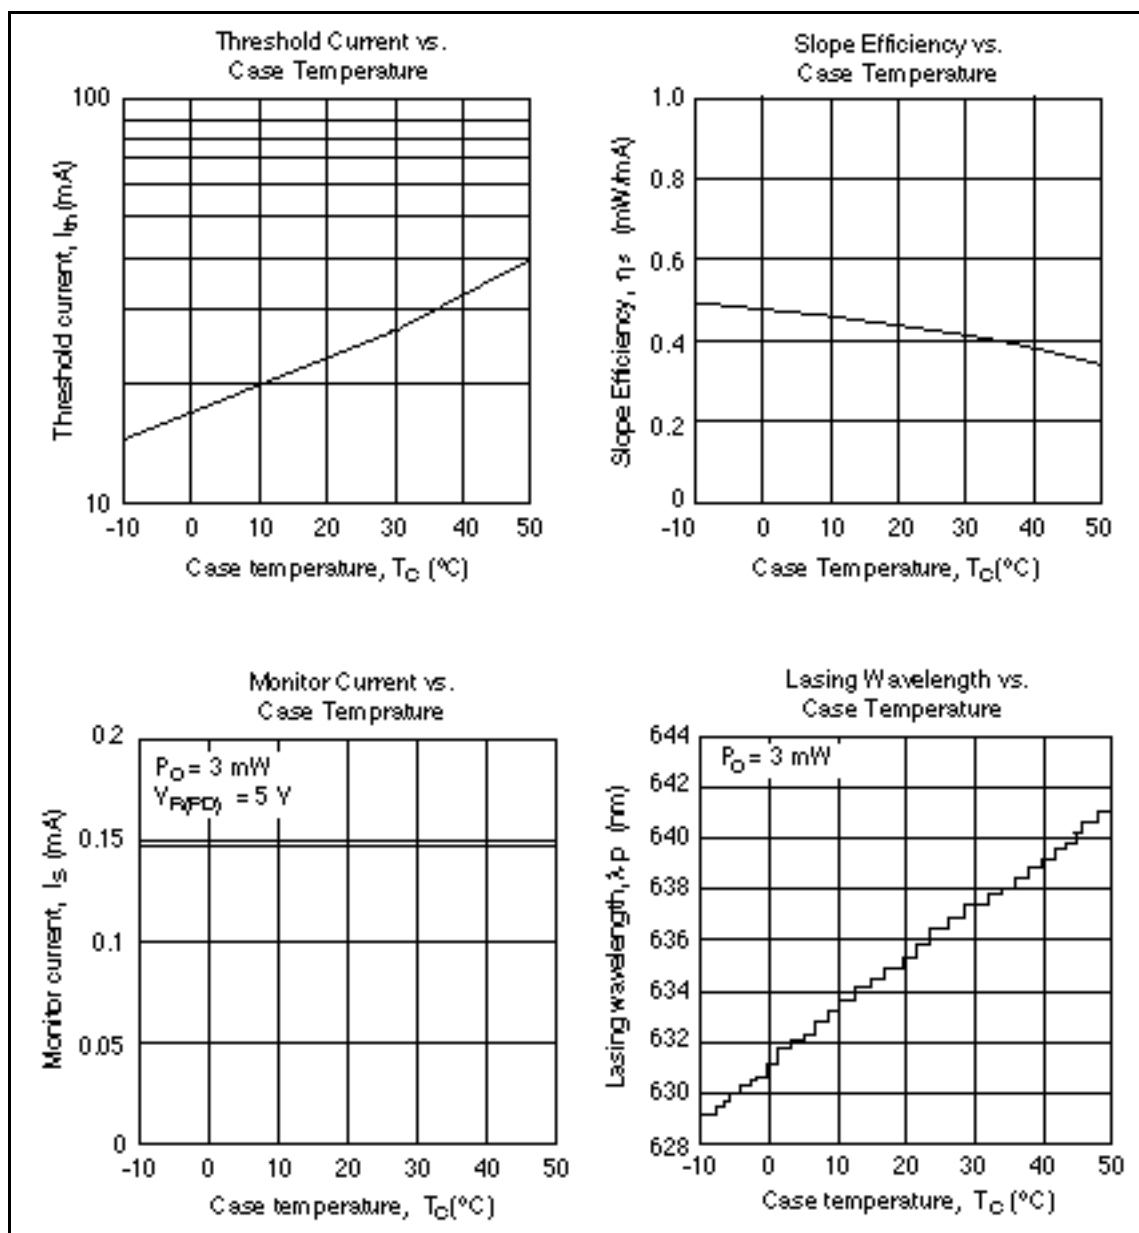 Threshold Current vs.
Case Temperature
100
10
-10 0 10 20 30 40 50
Threshold current, Ith (mA)
Case temperature, TC (ºC)
Slope Efficiency vs.
Case Temperature
1.0
0.8
0.6
0.4
0.2
0
-10 0 10 20 30 40 50
Slope Efficiency, ηs (mW/mA)
Case Temperature, TC(ºC)
Monitor Current vs.
Case Temprature
PO = 3 mW
VR(PD) = 5 V
0.2
0.15
0.1
0.05
0
-10 0 10 20 30 40 50
Monitor current, IS (mA)
Case temperature, TC(ºC)
Lasing Wavelength vs.
Case Temperature
PO = 3 mW
644
642
640
638
636
634
632
630
628
-10 0 10 20 30 40 50
Lasing wavelength, λp (nm)
Case temperature, TC (ºC)